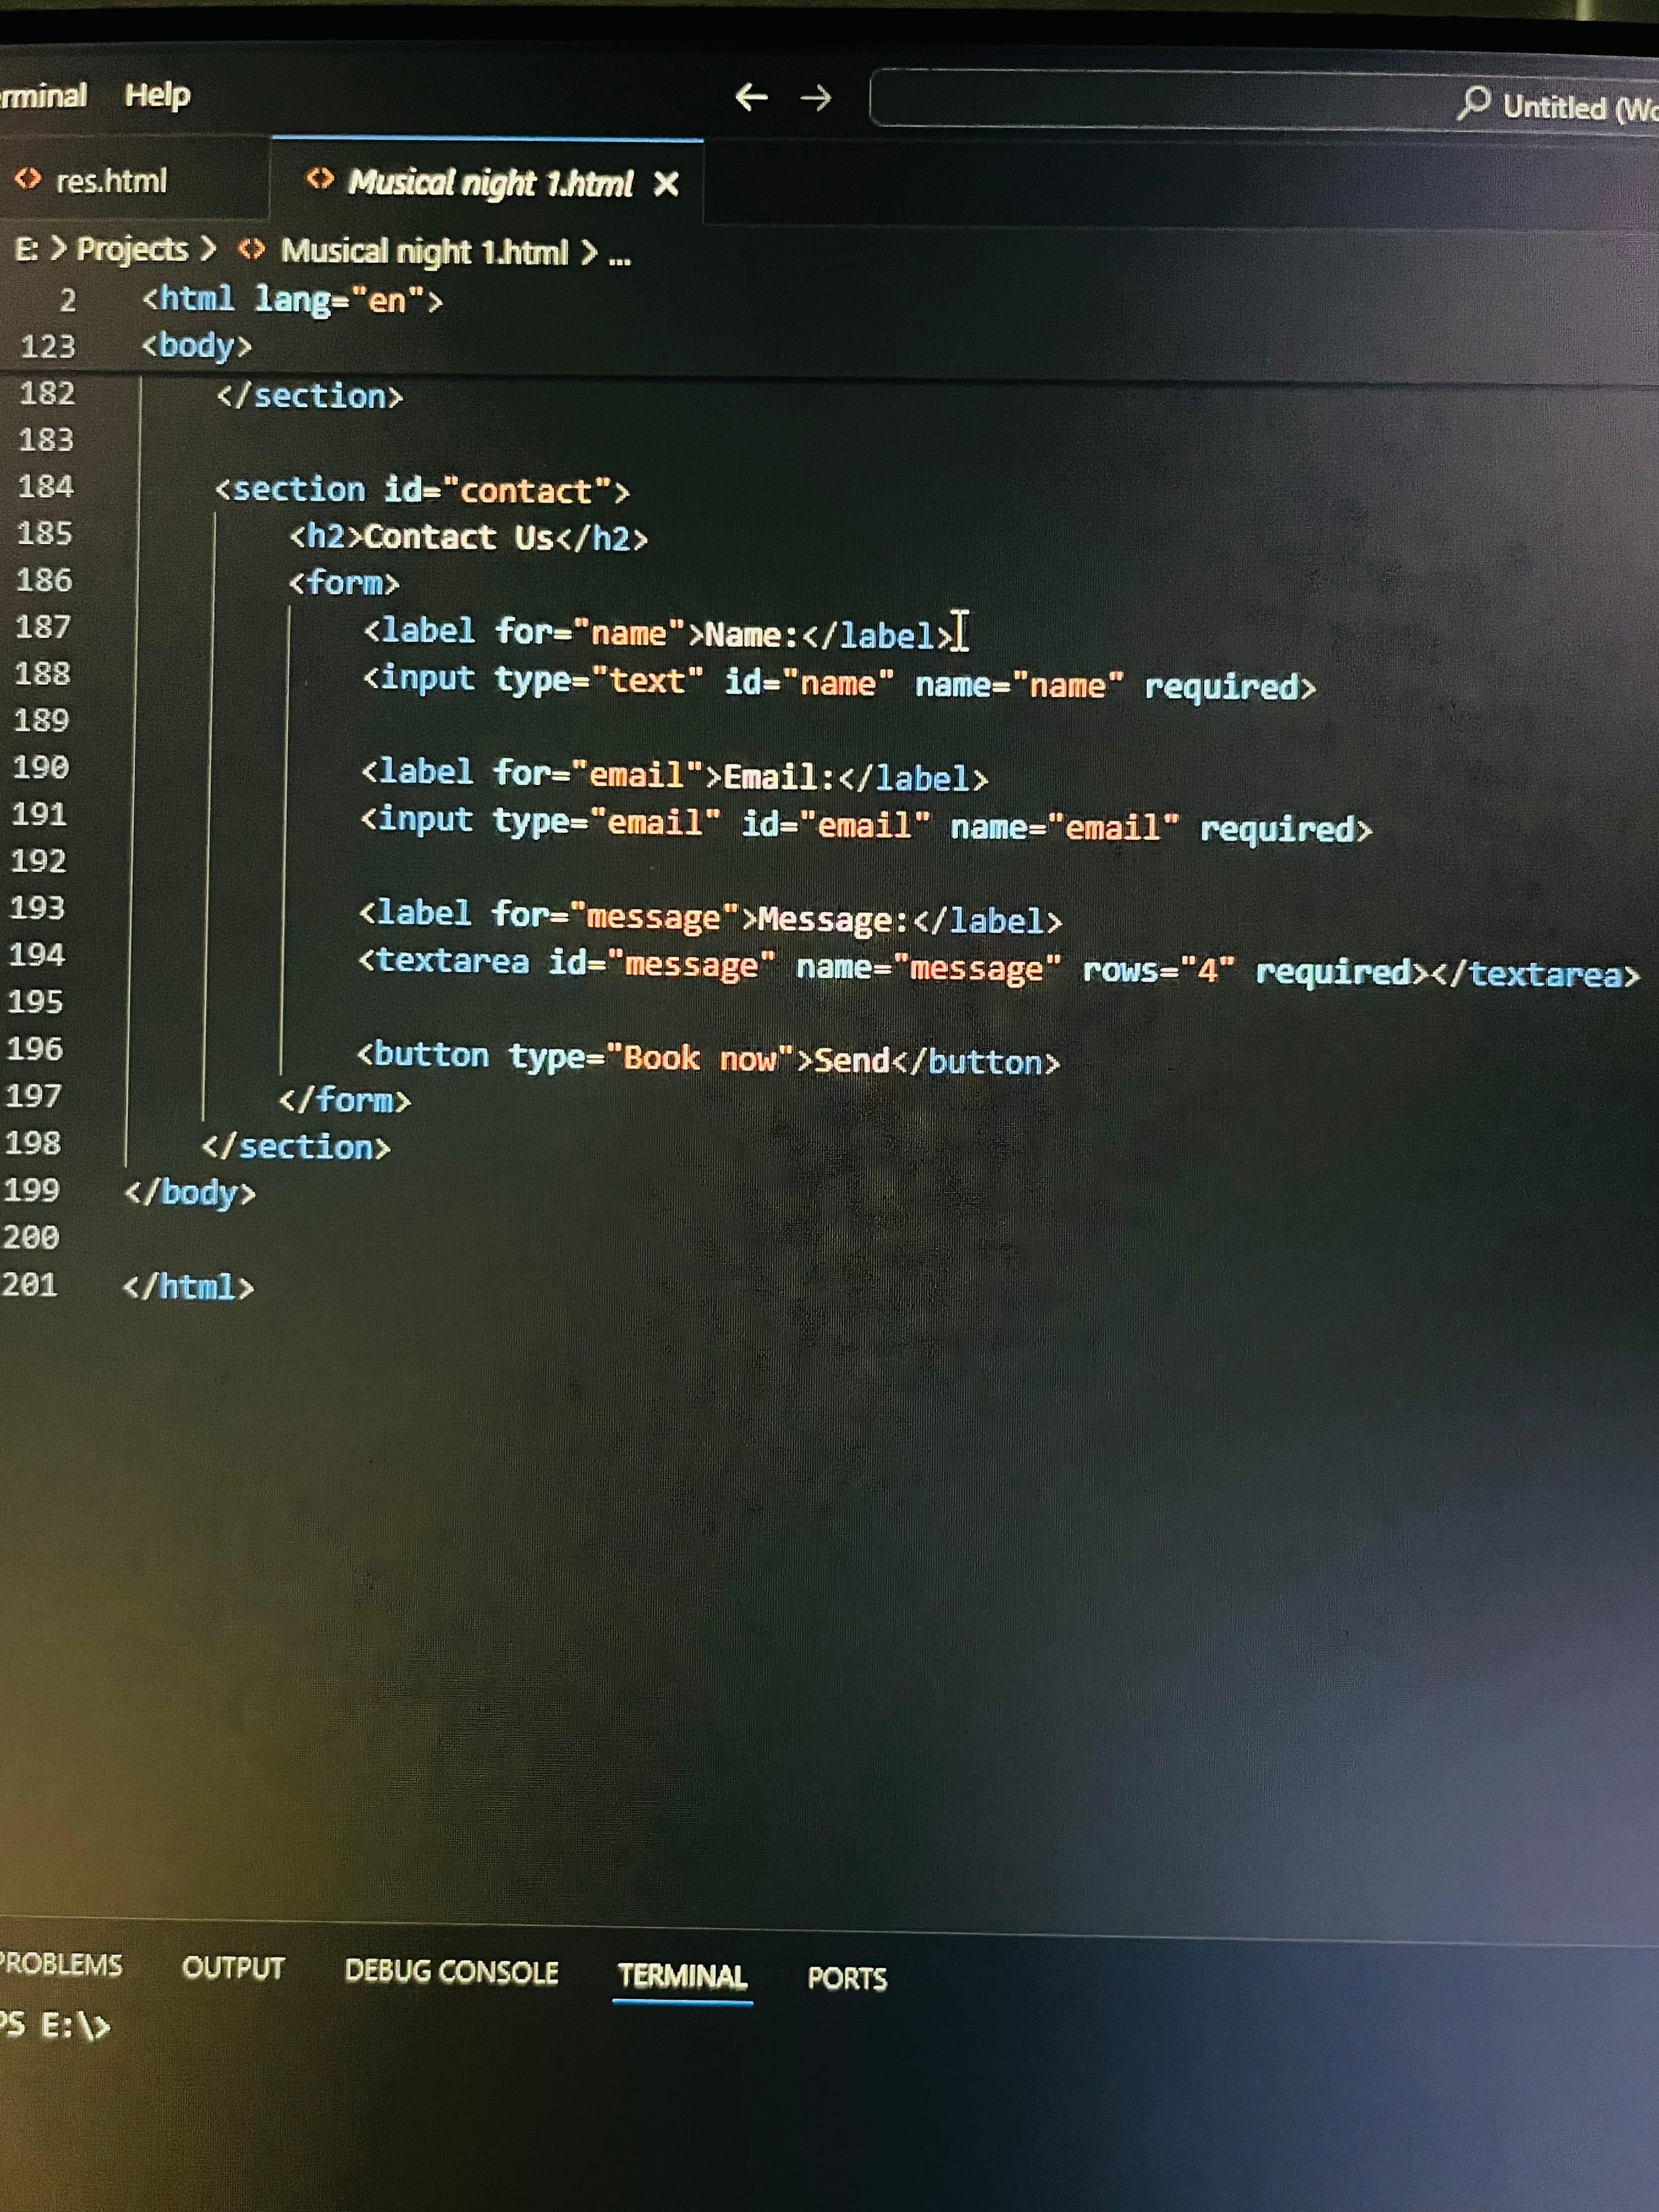 Help
Untitled
res.html
Musical night 1.html
E: > Projects > Musical night 1.html > ...
2 <html lang="en">
123 <body>
182 </section>
183
184 <section id="contact">
185 <h2>Contact Us</h2>
186 <form>
187 <label for="name">Name:</label>
188 <input type="text" id="name" name="name" required>
189
190 <label for="email">Email:</label>
191 <input type="email" id="email" name="email" required>
192
193 <label for="message">Message:</label>
194 <textarea id="message" name="message" rows="4" required></textarea>
195
196 <button type="Book now">Send</button>
197 </form>
198 </section>
199 </body>
200
201 </html>
PROBLEMS OUTPUT DEBUG CONSOLE TERMINAL PORTS
PS E:\>